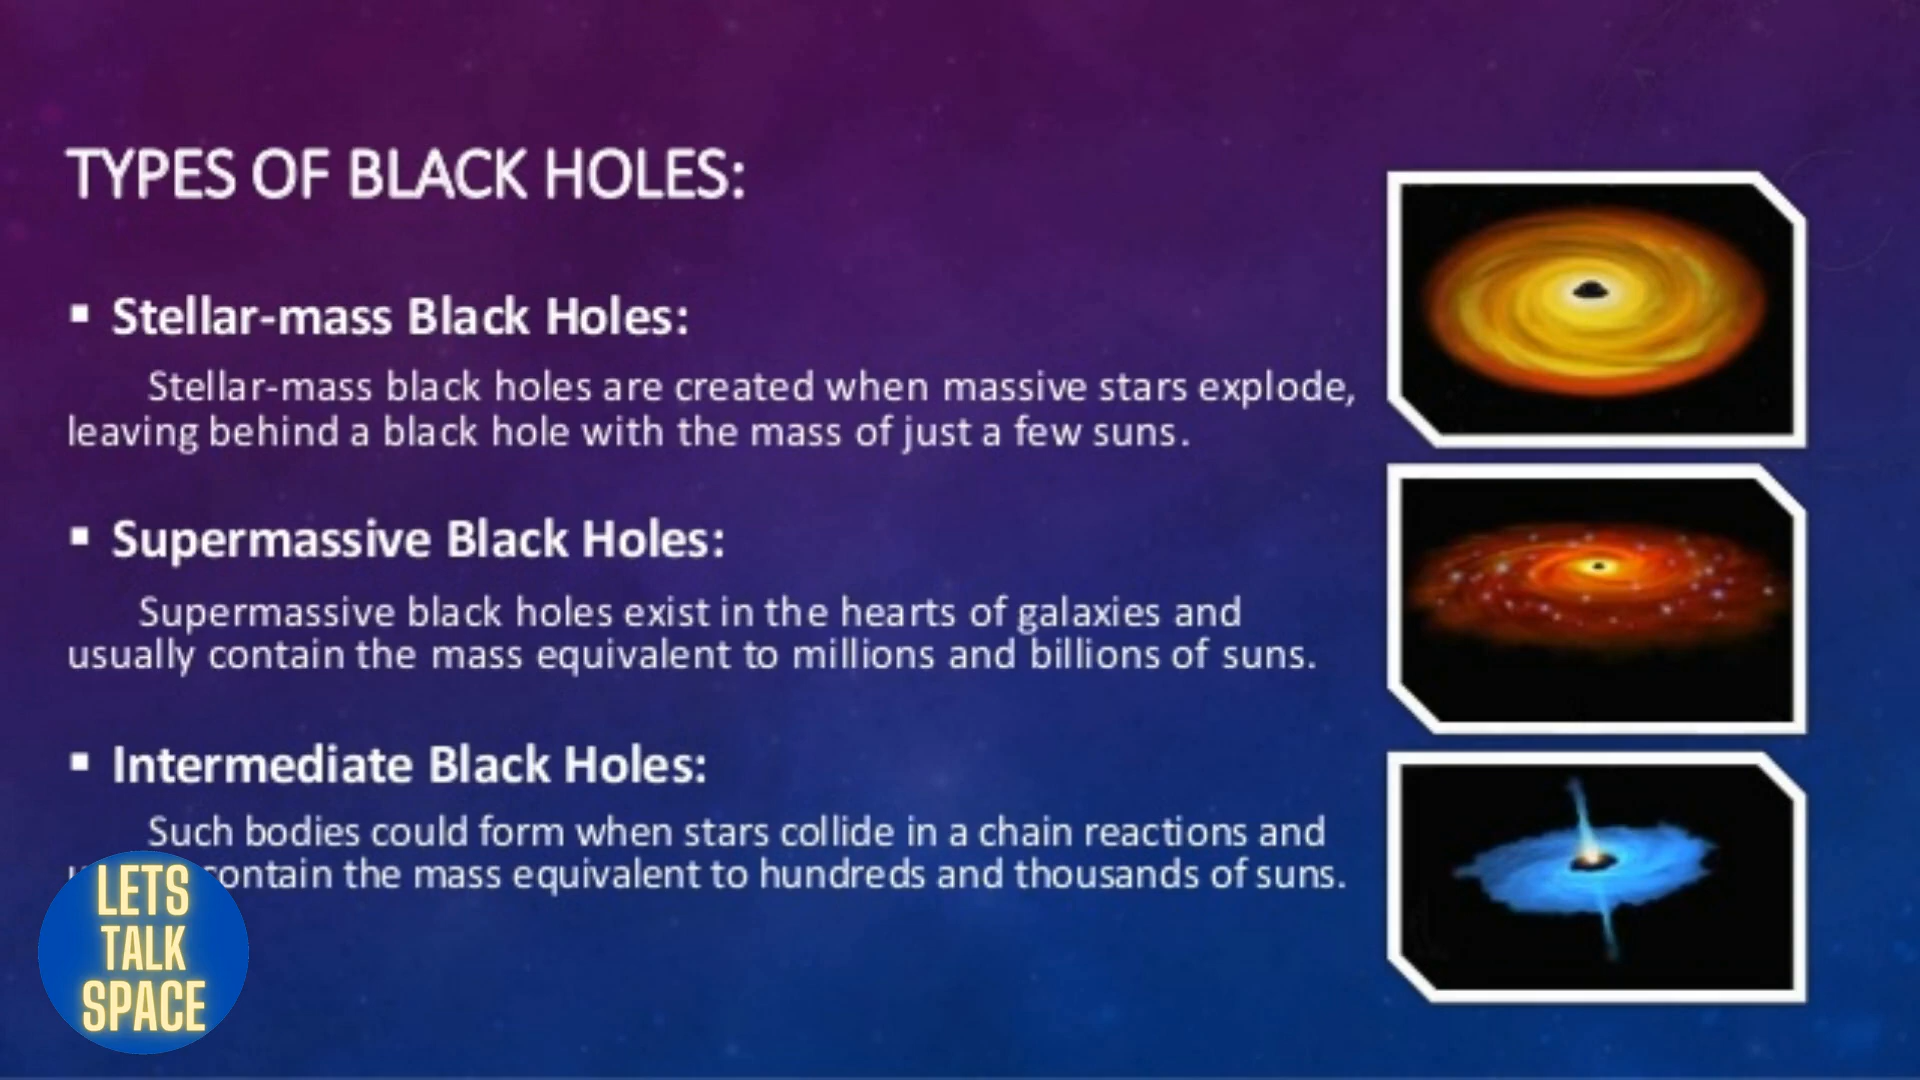 TYPES OF BLACK HOLES:
▪ Stellar-mass Black Holes:
Stellar-mass black holes are created when massive stars explode,
leaving behind a black hole with the mass of just a few suns.
▪ Supermassive Black Holes:
Supermassive black holes exist in the hearts of galaxies and
usually contain the mass equivalent to millions and billions of suns.
▪ Intermediate Black Holes:
Such bodies could form when stars collide in a chain reactions and
contain the mass equivalent to hundreds and thousands of suns.
LETS
TALK
SPACE